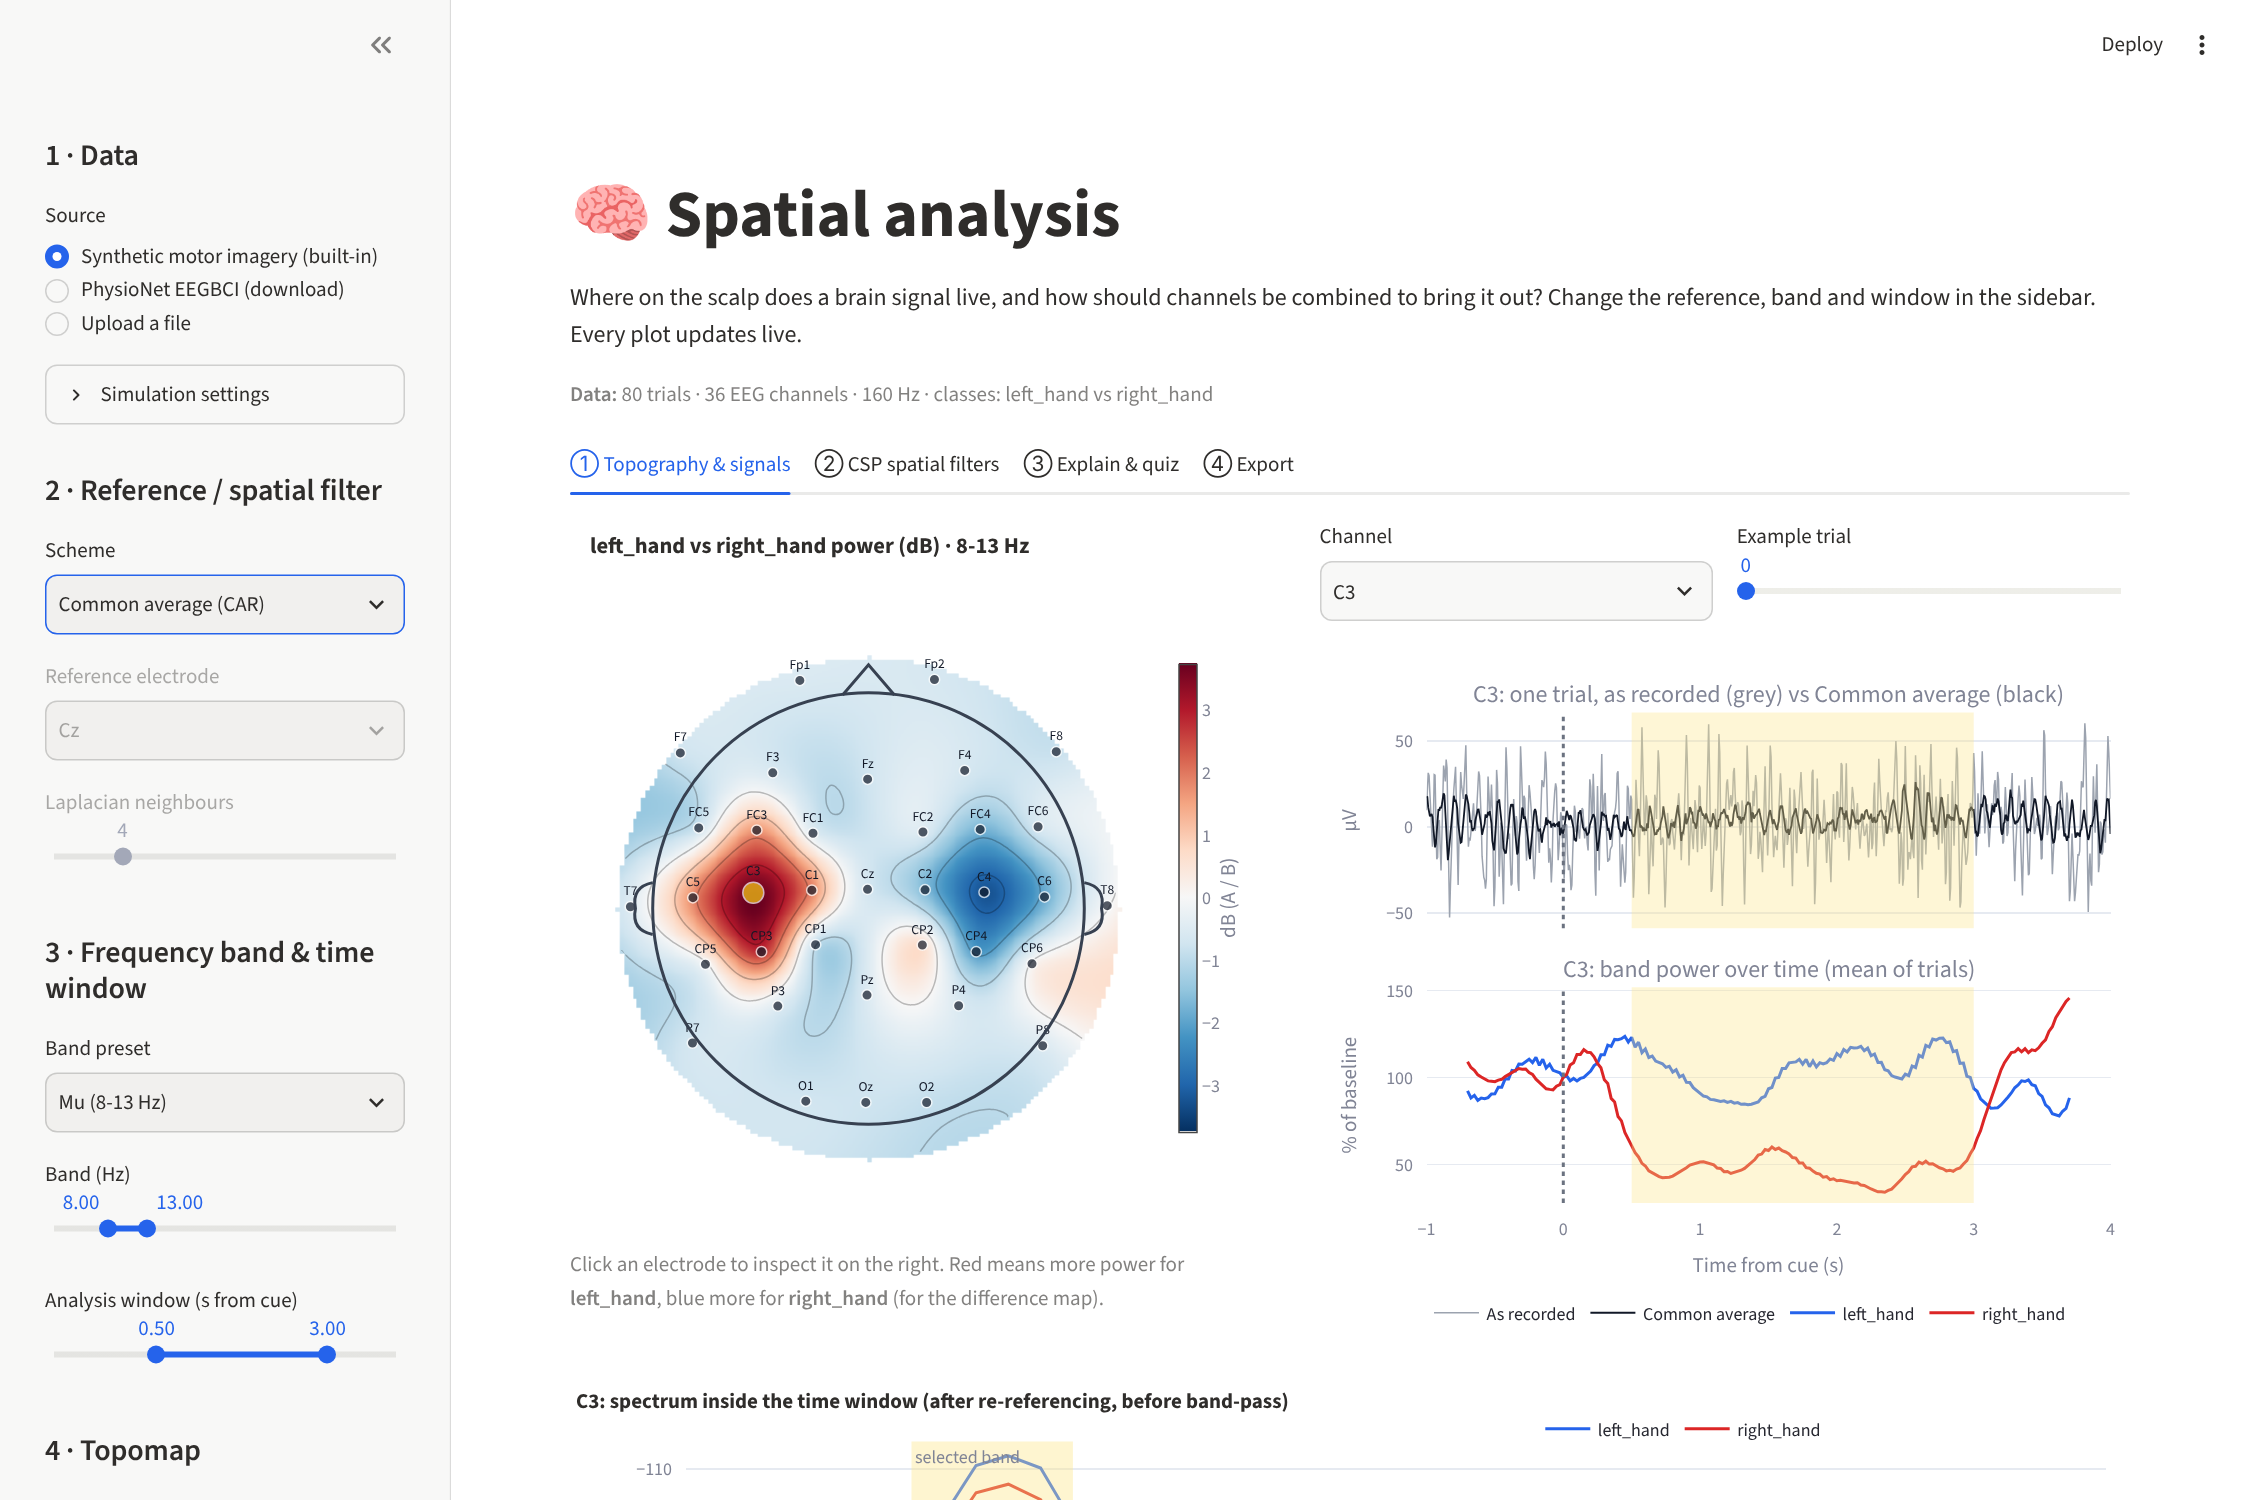 Deploy
1 · Data
Source
Synthetic motor imagery (built-in)
PhysioNet EEGBCI (download)
Upload a file
Simulation settings
2 · Reference / spatial filter
Scheme
Common average (CAR)
Reference electrode
Cz
Laplacian neighbours
4
3 · Frequency band & time
window
Band preset
Mu (8-13 Hz)
Band (Hz)
8.00 13.00
Analysis window (s from cue)
0.50 3.00
4 · Topomap
Spatial analysis
Where on the scalp does a brain signal live, and how should channels be combined to bring it out? Change the reference, band and window in the sidebar.
Every plot updates live.
Data: 80 trials · 36 EEG channels · 160 Hz · classes: left_hand vs right_hand
① Topography & signals ② CSP spatial filters ③ Explain & quiz ④ Export
left_hand vs right_hand power (dB) · 8-13 Hz
Fp1 Fp2
F7 F8
F3 Fz F4
FC5 FC3 FC1 FC2 FC4 FC6
T7 C5 C3 C1 Cz C2 C4 C6 T8
CP5 CP3 CP1 CP2 CP4 CP6
P3 Pz P4
P7 P8
O1 Oz O2
3
2
1
0
−1
−2
−3
dB (A / B)
Click an electrode to inspect it on the right. Red means more power for
left_hand, blue more for right_hand (for the difference map).
Channel
C3
Example trial
0
C3: one trial, as recorded (grey) vs Common average (black)
50
0
−50
µV
C3: band power over time (mean of trials)
150
100
50
% of baseline
−1 0 1 2 3 4
Time from cue (s)
As recorded Common average left_hand right_hand
C3: spectrum inside the time window (after re-referencing, before band-pass)
left_hand right_hand
selected band
−110